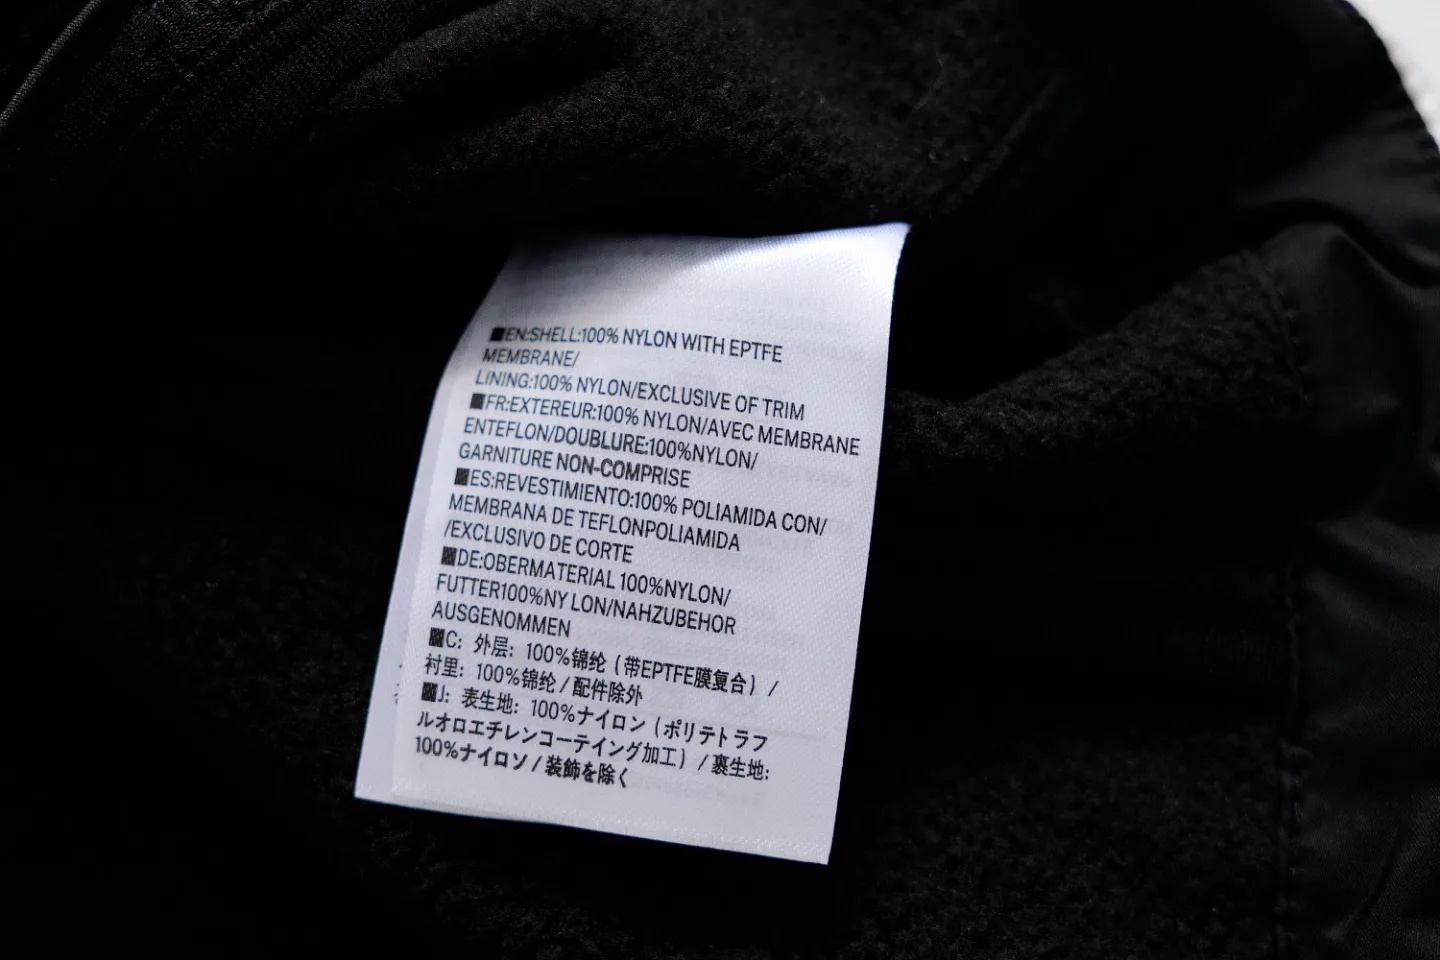 ■EN:SHELL:100% NYLON WITH EPTFE
MEMBRANE/
LINING:100% NYLON/EXCLUSIVE OF TRIM
■FR:EXTEREUR:100% NYLON/AVEC MEMBRANE
ENTEFLON/DOUBLURE:100%NYLON/
GARNITURE NON-COMPRISE
■ES:REVESTIMIENTO:100% POLIAMIDA CON/
MEMBRANA DE TEFLONPOLIAMIDA
/EXCLUSIVO DE CORTE
■DE:OBERMATERIAL 100%NYLON/
FUTTER100%NY LON/NAHZUBEHOR
AUSGENOMMEN
■C: 外层: 100%锦纶 (带EPTFE膜复合) /
衬里: 100%锦纶 / 配件除外
■J: 表生地: 100%ナイロン (ポリテトラフ
ルオロエチレンコーテイング加工) / 裏生地:
100%ナイロソ / 装飾を除く